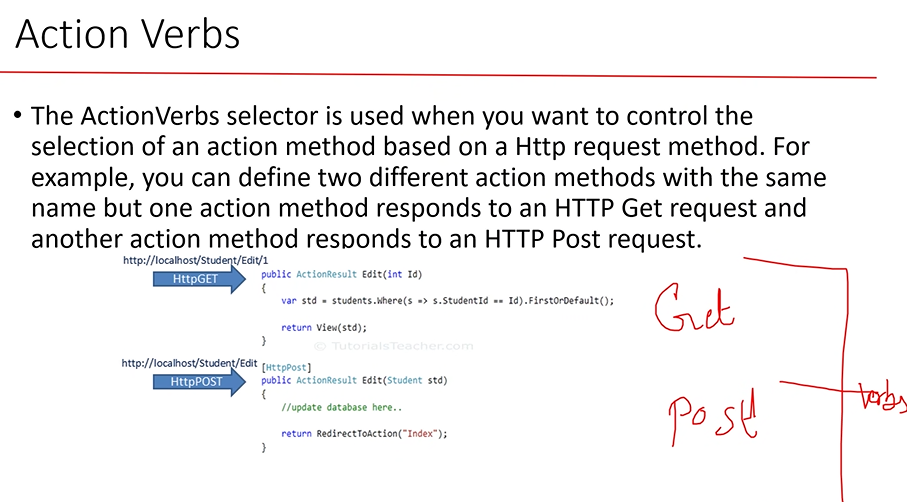 Action Verbs
• The ActionVerbs selector is used when you want to control the
selection of an action method based on a Http request method. For
example, you can define two different action methods with the same
name but one action method responds to an HTTP Get request and
another action method responds to an HTTP Post request.
http://localhost/Student/Edit/1
HttpGET
public ActionResult Edit(int Id)
{
var std = students.Where(s => s.StudentId == Id).FirstOrDefault();
return View(std);
}
© TutorialsTeacher.com
http://localhost/Student/Edit
HttpPOST
[HttpPost]
public ActionResult Edit(Student std)
{
//update database here..
return RedirectToAction("Index");
}
Get
Post
Verbs